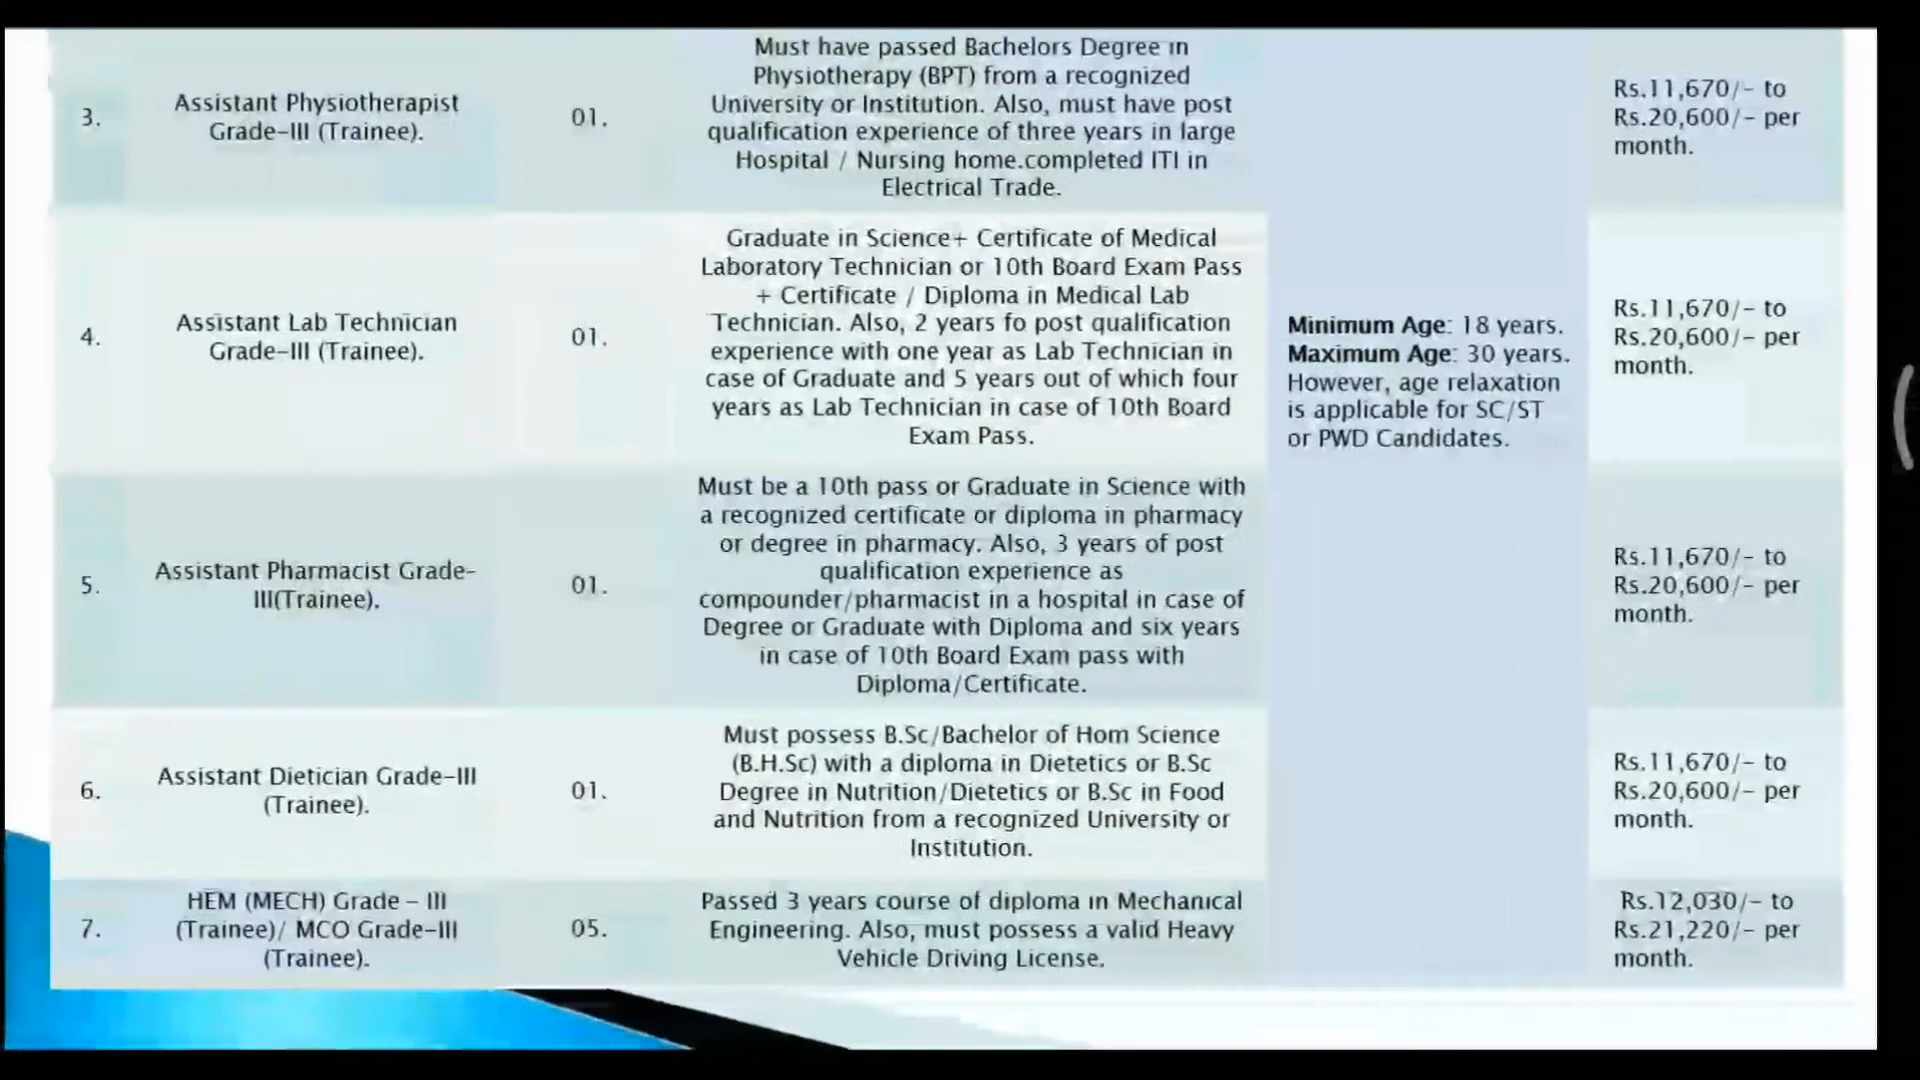 3.
Assistant Physiotherapist
Grade-III (Trainee).
01.
Must have passed Bachelors Degree in
Physiotherapy (BPT) from a recognized
University or Institution. Also, must have post
qualification experience of three years in large
Hospital / Nursing home.completed ITI in
Electrical Trade.
Rs.11,670/- to
Rs.20,600/- per
month.
4.
Assistant Lab Technician
Grade-III (Trainee).
01.
Graduate in Science+ Certificate of Medical
Laboratory Technician or 10th Board Exam Pass
+ Certificate / Diploma in Medical Lab
Technician. Also, 2 years fo post qualification
experience with one year as Lab Technician in
case of Graduate and 5 years out of which four
years as Lab Technician in case of 10th Board
Exam Pass.
Minimum Age: 18 years.
Maximum Age: 30 years.
However, age relaxation
is applicable for SC/ST
or PWD Candidates.
Rs.11,670/- to
Rs.20,600/- per
month.
5.
Assistant Pharmacist Grade-
III(Trainee).
01.
Must be a 10th pass or Graduate in Science with
a recognized certificate or diploma in pharmacy
or degree in pharmacy. Also, 3 years of post
qualification experience as
compounder/pharmacist in a hospital in case of
Degree or Graduate with Diploma and six years
in case of 10th Board Exam pass with
Diploma/Certificate.
Rs.11,670/- to
Rs.20,600/- per
month.
6.
Assistant Dietician Grade-III
(Trainee).
01.
Must possess B.Sc/Bachelor of Hom Science
(B.H.Sc) with a diploma in Dietetics or B.Sc
Degree in Nutrition/Dietetics or B.Sc in Food
and Nutrition from a recognized University or
Institution.
Rs.11,670/- to
Rs.20,600/- per
month.
7.
HEM (MECH) Grade - III
(Trainee)/ MCO Grade-III
(Trainee).
05.
Passed 3 years course of diploma in Mechanical
Engineering. Also, must possess a valid Heavy
Vehicle Driving License.
Rs.12,030/- to
Rs.21,220/- per
month.